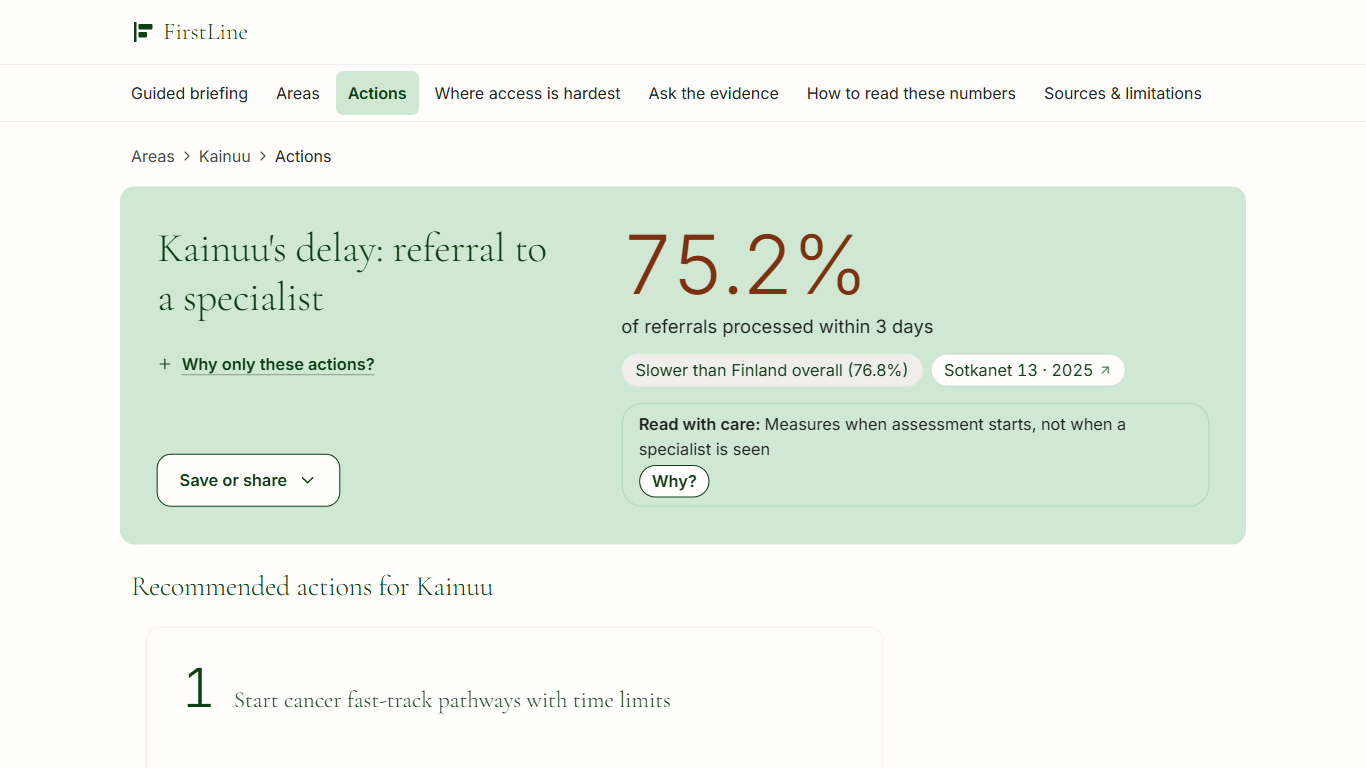 FirstLine
Guided briefing
Areas
Actions
Where access is hardest
Ask the evidence
How to read these numbers
Sources & limitations
Areas > Kainuu > Actions
Kainuu's delay: referral to
a specialist
+ Why only these actions?
Save or share
75.2%
of referrals processed within 3 days
Slower than Finland overall (76.8%)
Sotkanet 13 · 2025 ↗
Read with care: Measures when assessment starts, not when a
specialist is seen
Why?
Recommended actions for Kainuu
1 Start cancer fast-track pathways with time limits